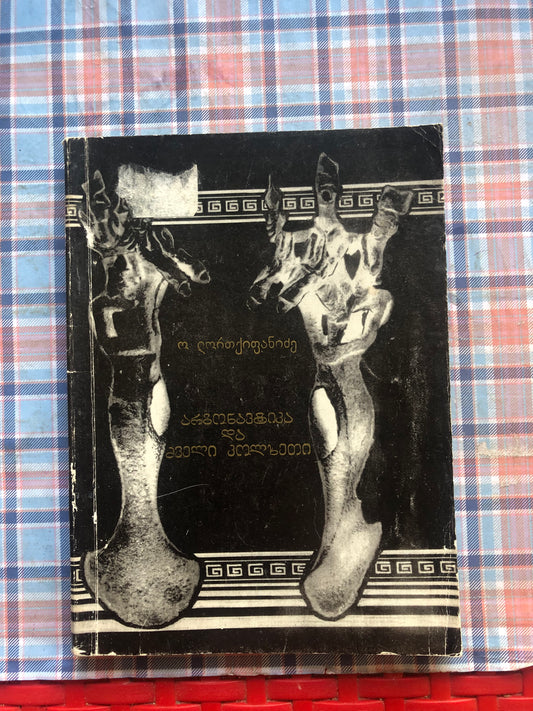 ო. ლორთქიფანიძე
არგონავტიკა
და
ძველი კოლხეთი